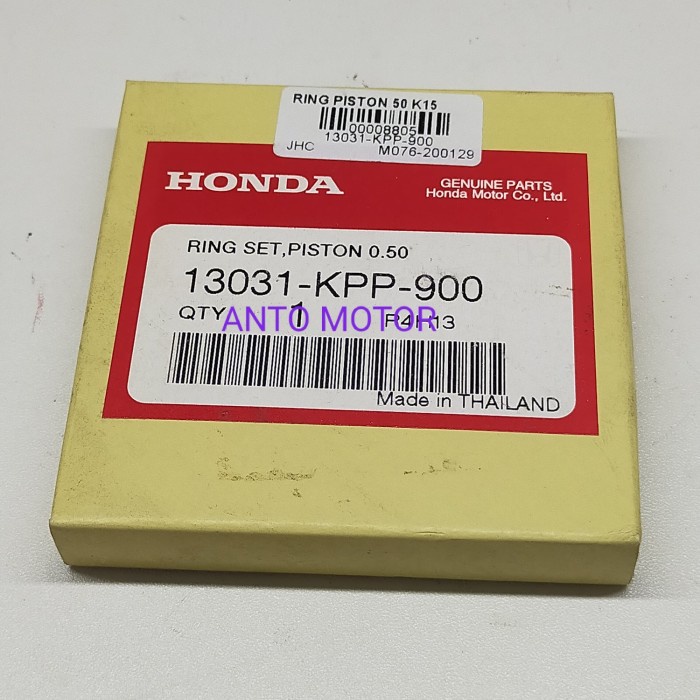 RING PISTON 50 K15
00008805
13031-KPP-900
JHC M076-200129
HONDA
GENUINE PARTS
Honda Motor Co., Ltd.
RING SET,PISTON 0.50
13031-KPP-900
QTY 1
ANTO MOTOR
Made in THAILAND